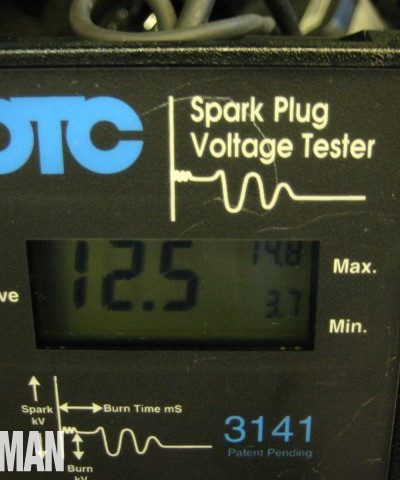 OTC
Spark Plug
Voltage Tester
12.5
14.8
Max.
3.7
Min.
Spark
kV
Burn Time mS
Burn
kV
3141
Patent Pending
MAN